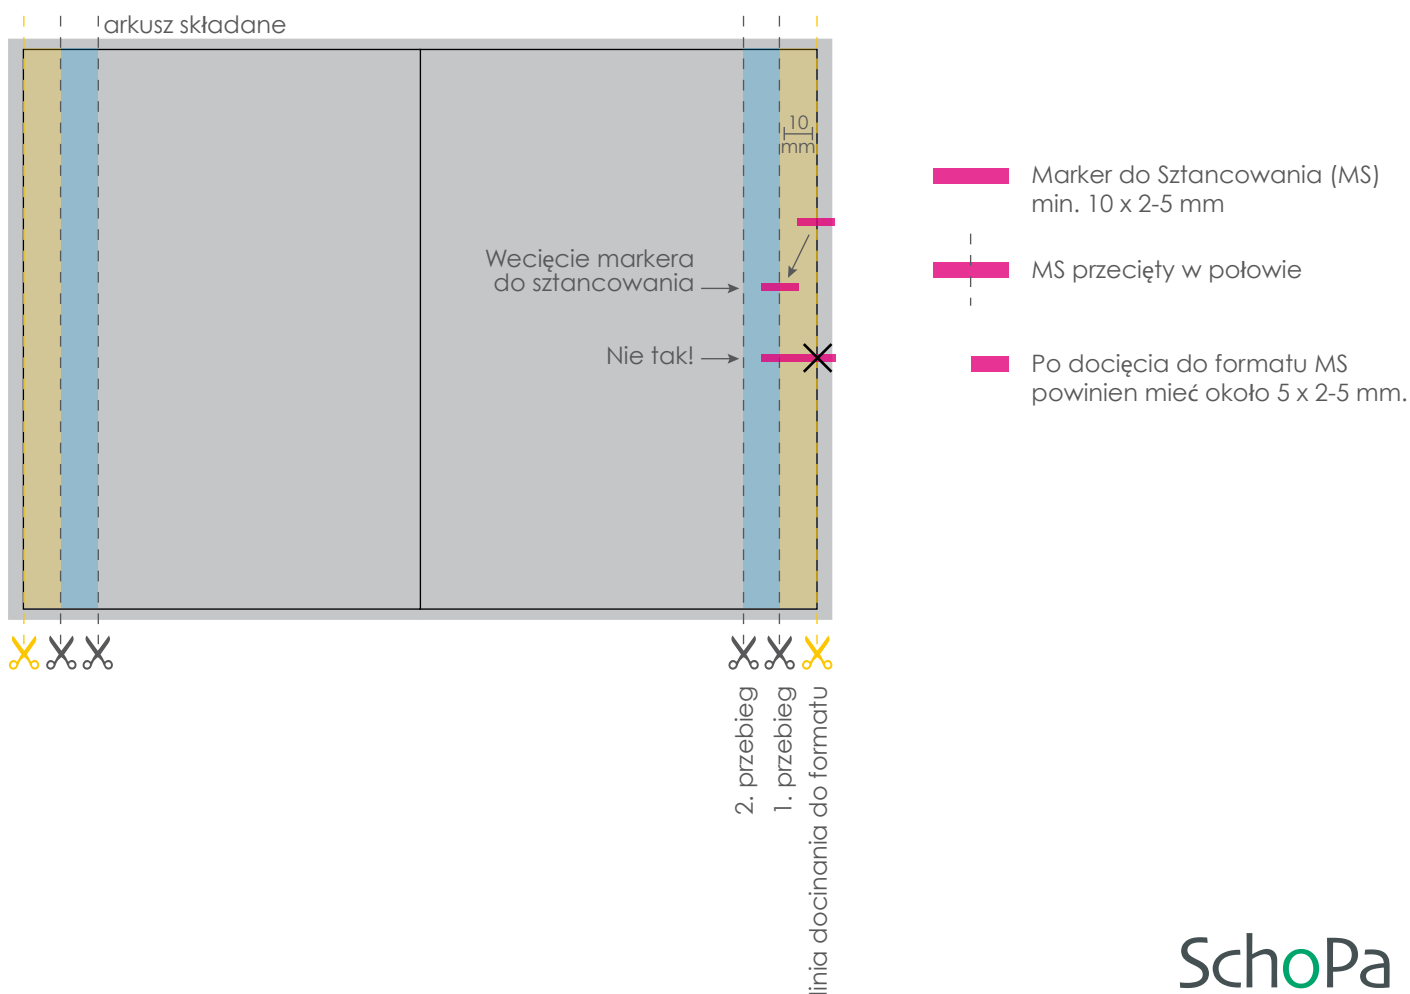 arkusz składane
10
mm
Marker do Sztancowania (MS)
min. 10 x 2-5 mm
Wecięcie markera
do sztancowania
MS przecięty w połowie
Nie tak!
Po docięcia do formatu MS
powinien mieć około 5 x 2-5 mm.
2. przebieg
1. przebieg
linia docinania do formatu
SchoPa